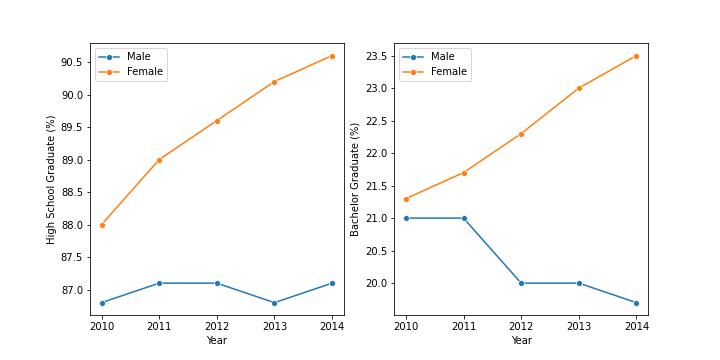 High School Graduate (%)
90.5
90.0
89.5
89.0
88.5
88.0
87.5
87.0
Male
Female
2010 2011 2012 2013 2014
Year
Bachelor Graduate (%)
23.5
23.0
22.5
22.0
21.5
21.0
20.5
20.0
Male
Female
2010 2011 2012 2013 2014
Year